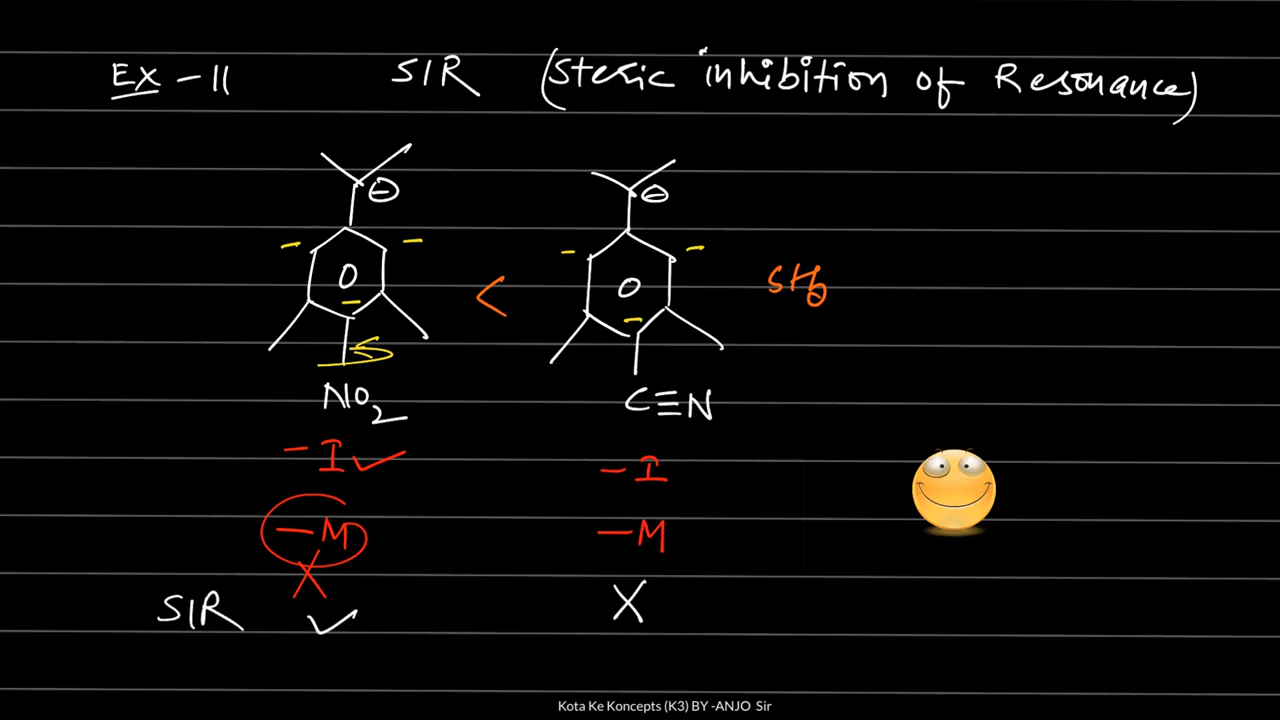 EX - 11 SIR (Steric inhibition of Resonance)
⊖ ⊖
- - - -
O < O Stb
- -
NO2 C≡N
- I ✓ - I
- M X - M
SIR ✓ X
Kota Ke Koncepts (K3) BY -ANJO Sir